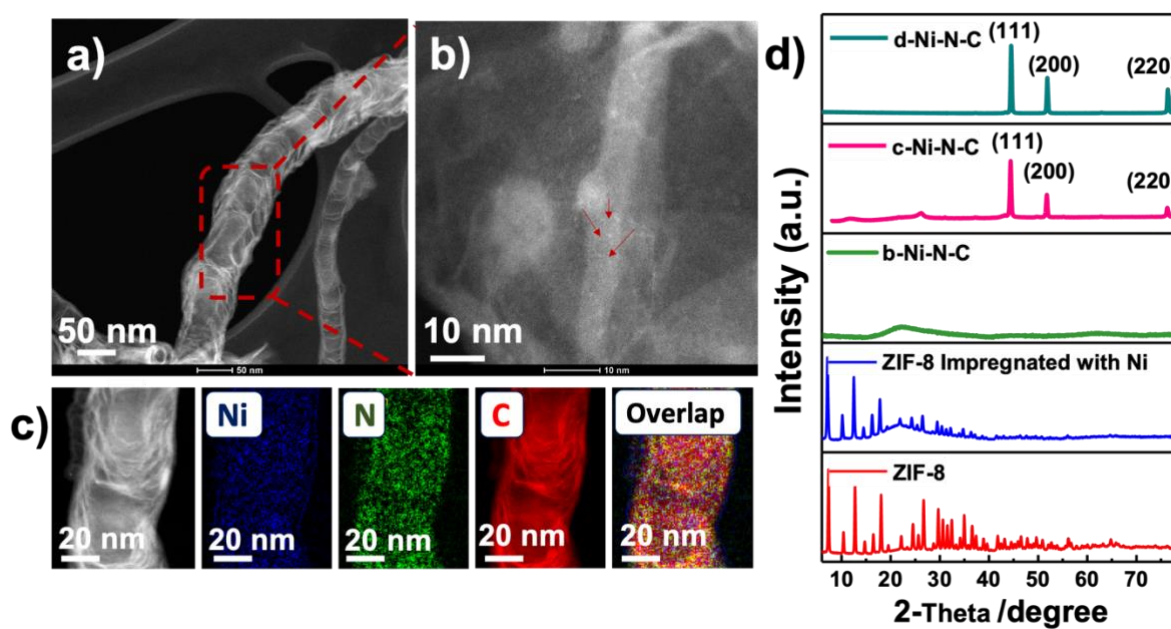 a)
50 nm
50 nm
b)
10 nm
10 nm
c)
Ni
N
C
Overlap
20 nm
20 nm
20 nm
20 nm
20 nm
d)
d-Ni-N-C
(111)
(200)
(220
c-Ni-N-C
(111)
(200)
(220
b-Ni-N-C
ZIF-8 Impregnated with Ni
ZIF-8
Intensity (a.u.)
10 20 30 40 50 60 70
2-Theta /degree